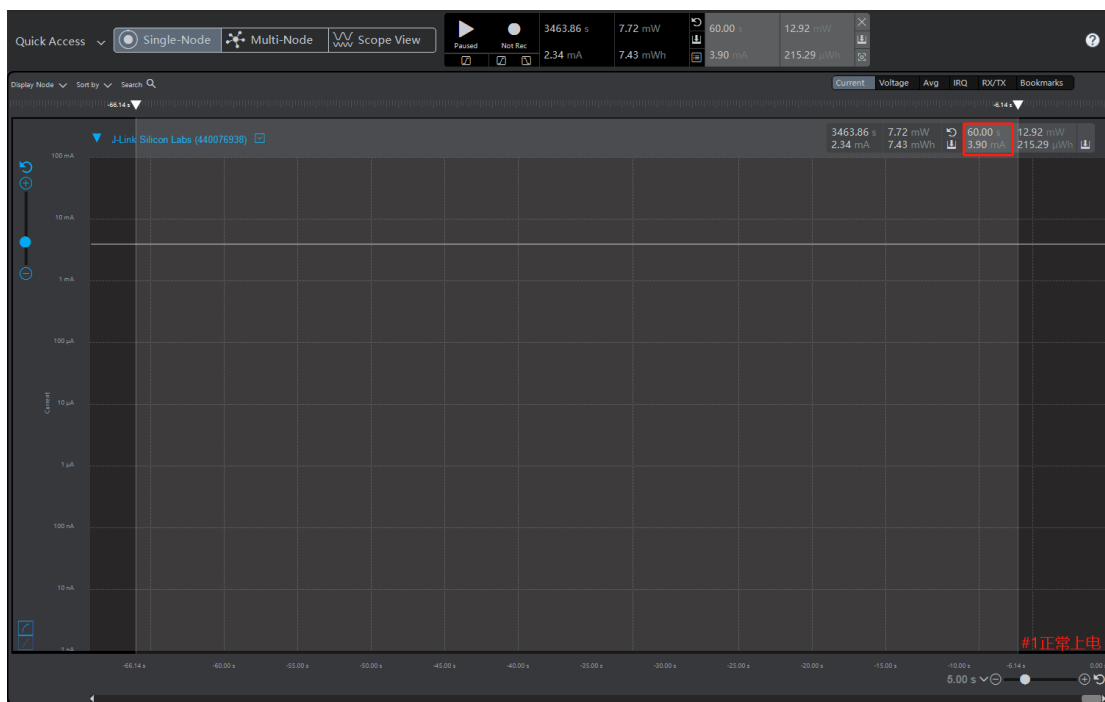 Quick Access Single-Node Multi-Node Scope View
Paused Not Rec
3463.86 s 7.72 mW 60.00 s 12.92 mW
2.34 mA 7.43 mWh 3.90 mA 215.29 µWh
?
Display Node Sort by Search
Current Voltage Avg IRQ RX/TX Bookmarks
-66.14 s -6.14 s
J-Link Silicon Labs (440076938)
3463.86 s 7.72 mW 60.00 s 12.92 mW
2.34 mA 7.43 mWh 3.90 mA 215.29 µWh
100 mA
10 mA
1 mA
100 µA
Current
10 µA
1 µA
100 nA
10 nA
1 nA
#1正常上电
-66.14 s -60.00 s -55.00 s -50.00 s -45.00 s -40.00 s -35.00 s -30.00 s -25.00 s -20.00 s -15.00 s -10.00 s -6.14 s 0.00
5.00 s